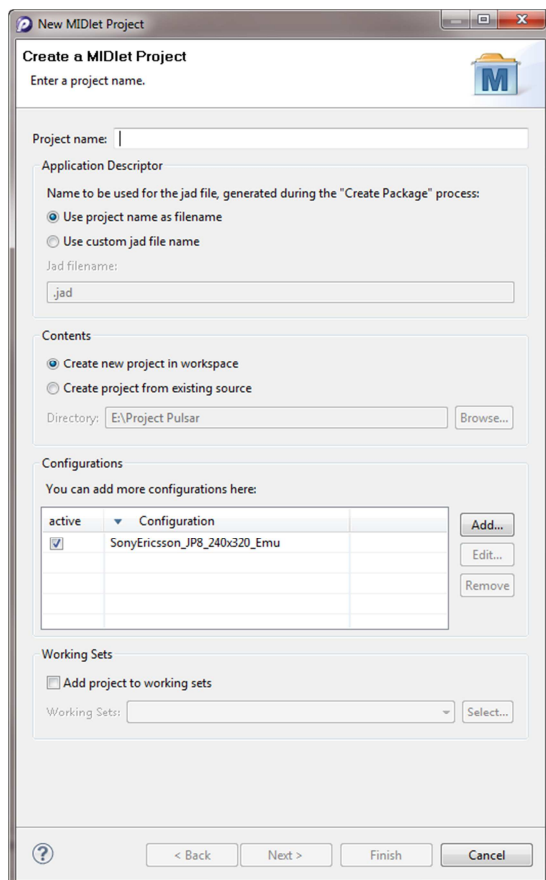 New MIDlet Project
Create a MIDlet Project
Enter a project name.
M
Project name:
Application Descriptor
Name to be used for the jad file, generated during the "Create Package" process:
Use project name as filename
Use custom jad file name
Jad filename:
.jad
Contents
Create new project in workspace
Create project from existing source
Directory: E:\Project Pulsar Browse...
Configurations
You can add more configurations here:
active Configuration
Add...
SonyEricsson_JP8_240x320_Emu
Edit...
Remove
Working Sets
Add project to working sets
Working Sets: Select...
? < Back Next > Finish Cancel